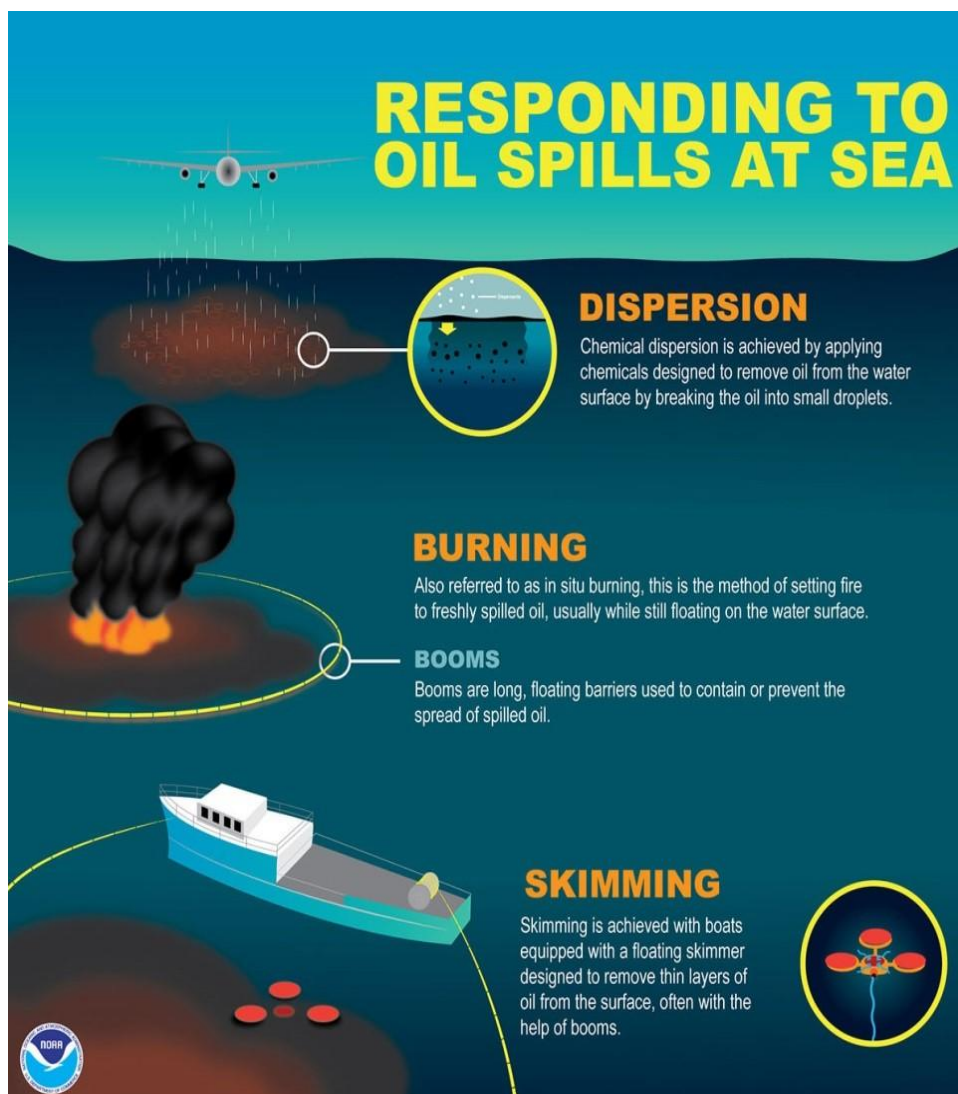 RESPONDING TO
OIL SPILLS AT SEA
Dispersants
DISPERSION
Chemical dispersion is achieved by applying
chemicals designed to remove oil from the water
surface by breaking the oil into small droplets.
BURNING
Also referred to as in situ burning, this is the method of setting fire
to freshly spilled oil, usually while still floating on the water surface.
BOOMS
Booms are long, floating barriers used to contain or prevent the
spread of spilled oil.
SKIMMING
Skimming is achieved with boats
equipped with a floating skimmer
designed to remove thin layers of
oil from the surface, often with the
help of booms.
NOAA